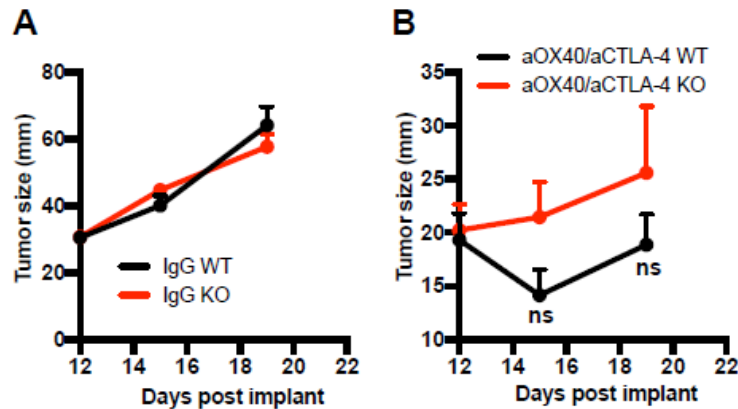 A
Tumor size (mm)
80
60
40
20
0
IgG WT
IgG KO
12 14 16 18 20 22
Days post implant
B
aOX40/aCTLA-4 WT
aOX40/aCTLA-4 KO
Tumor size (mm)
35
30
25
20
15
10
ns
ns
12 14 16 18 20 22
Days post implant